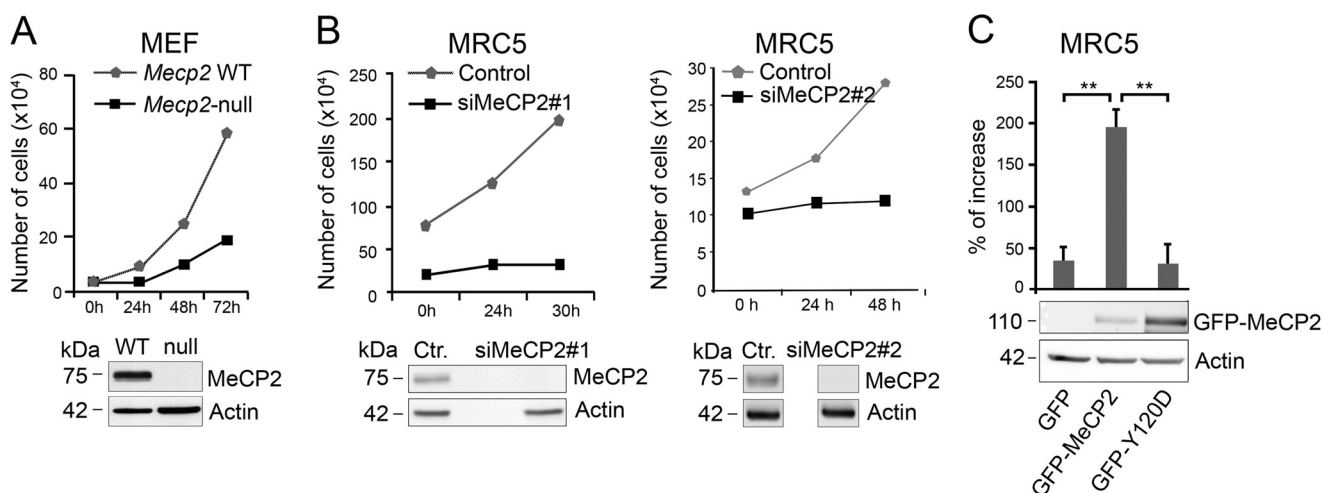 A
MEF
Number of cells (x10⁴)
Mecp2 WT
Mecp2-null
80
60
40
20
0
0h 24h 48h 72h
kDa WT null
75 – MeCP2
42 – Actin
B
MRC5
Number of cells (x10⁴)
Control
siMeCP2#1
250
200
150
100
50
0
0h 24h 30h
kDa Ctr. siMeCP2#1
75 – MeCP2
42 – Actin
MRC5
Number of cells (x10⁴)
Control
siMeCP2#2
30
25
20
15
10
5
0
0 h 24 h 48 h
kDa Ctr. siMeCP2#2
75 – MeCP2
42 – Actin
C
MRC5
% of increase
** **
250
200
150
100
50
0
110 – GFP-MeCP2
42 – Actin
GFP
GFP-MeCP2
GFP-Y120D